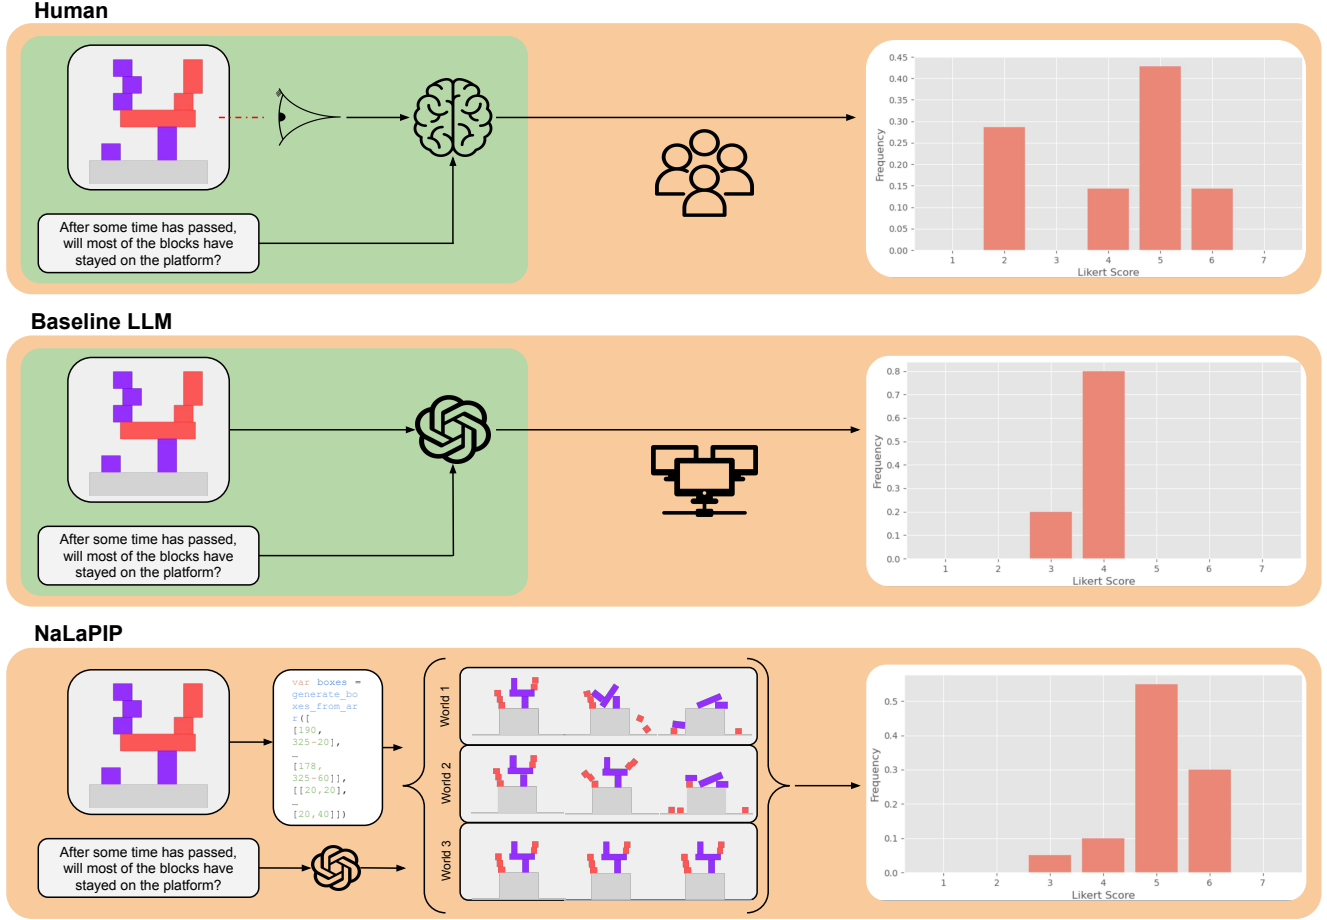 Human
After some time has passed,
will most of the blocks have
stayed on the platform?
Frequency
0.45
0.40
0.35
0.30
0.25
0.20
0.15
0.10
0.05
0.00
1 2 3 4 5 6 7
Likert Score
Baseline LLM
After some time has passed,
will most of the blocks have
stayed on the platform?
Frequency
0.8
0.7
0.6
0.5
0.4
0.3
0.2
0.1
0.0
1 2 3 4 5 6 7
Likert Score
NaLaPIP
var boxes =
generate_bo
xes_from_ar
r([
[190,
325-20],
…
[178,
325-60]],
[[20,20],
…
[20,40]])
After some time has passed,
will most of the blocks have
stayed on the platform?
World 1
World 2
World 3
Frequency
0.5
0.4
0.3
0.2
0.1
0.0
1 2 3 4 5 6 7
Likert Score